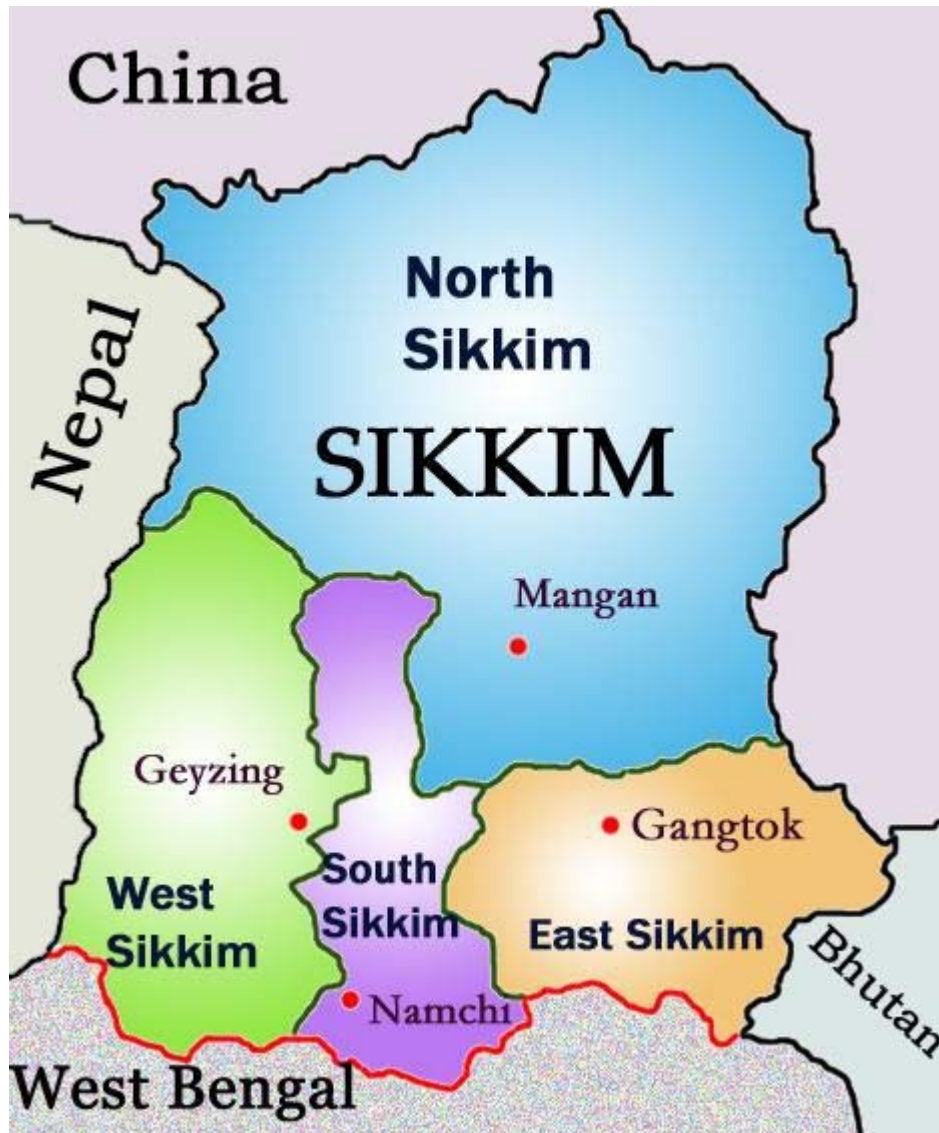 China
North
Sikkim
Nepal
SIKKIM
Mangan
Geyzing
Gangtok
South
Sikkim
West
Sikkim
East Sikkim
Bhutan
Namchi
West Bengal